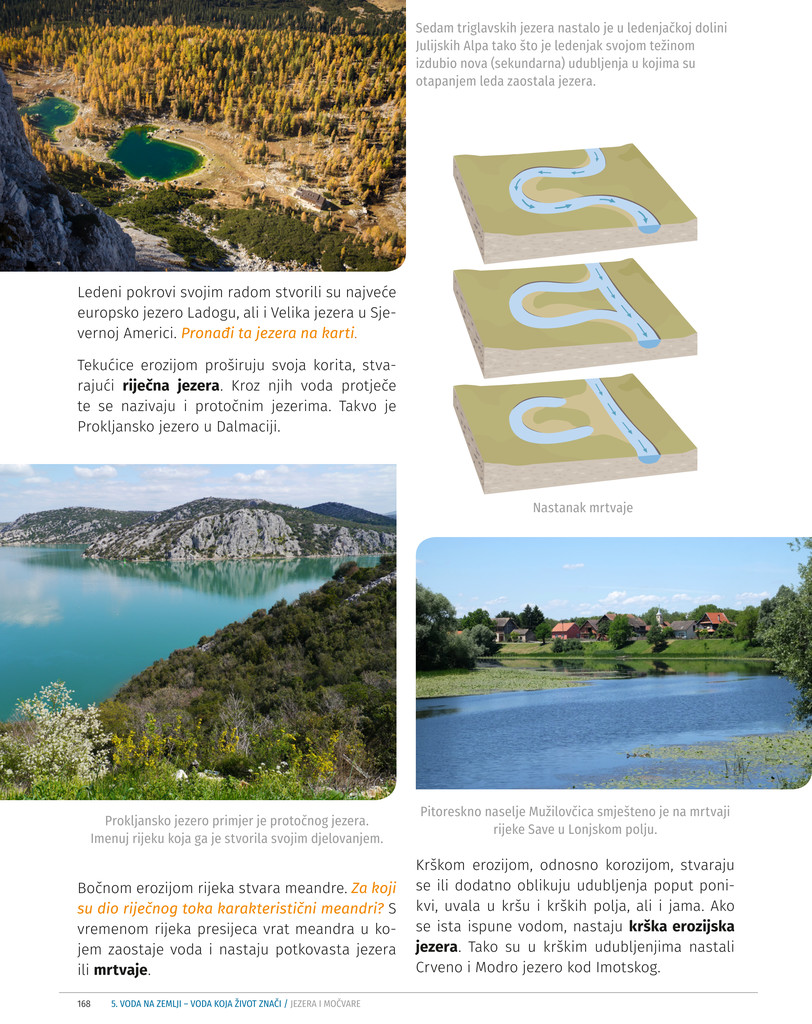 Sedam triglavskih jezera nastalo je u ledenjačkoj dolini
Julijskih Alpa tako što je ledenjak svojom težinom
izdubio nova (sekundarna) udubljenja u kojima su
otapanjem leda zaostala jezera.
Ledeni pokrovi svojim radom stvorili su najveće
europsko jezero Ladogu, ali i Velika jezera u Sje-
vernoj Americi. Pronađi ta jezera na karti.
Tekućice erozijom proširuju svoja korita, stva-
rajući riječna jezera. Kroz njih voda protječe
te se nazivaju i protočnim jezerima. Takvo je
Prokljansko jezero u Dalmaciji.
Nastanak mrtvaje
Prokljansko jezero primjer je protočnog jezera.
Imenuj rijeku koja ga je stvorila svojim djelovanjem.
Bočnom erozijom rijeka stvara meandre. Za koji
su dio riječnog toka karakteristični meandri? S
vremenom rijeka presijeca vrat meandra u ko-
jem zaostaje voda i nastaju potkovasta jezera
ili mrtvaje.
Pitoreskno naselje Mužilovčica smješteno je na mrtvaji
rijeke Save u Lonjskom polju.
Krškom erozijom, odnosno korozijom, stvaraju
se ili dodatno oblikuju udubljenja poput poni-
kvi, uvala u kršu i krških polja, ali i jama. Ako
se ista ispune vodom, nastaju krška erozijska
jezera. Tako su u krškim udubljenjima nastali
Crveno i Modro jezero kod Imotskog.
168 5. VODA NA ZEMLJI – VODA KOJA ŽIVOT ZNAČI / JEZERA I MOČVARE